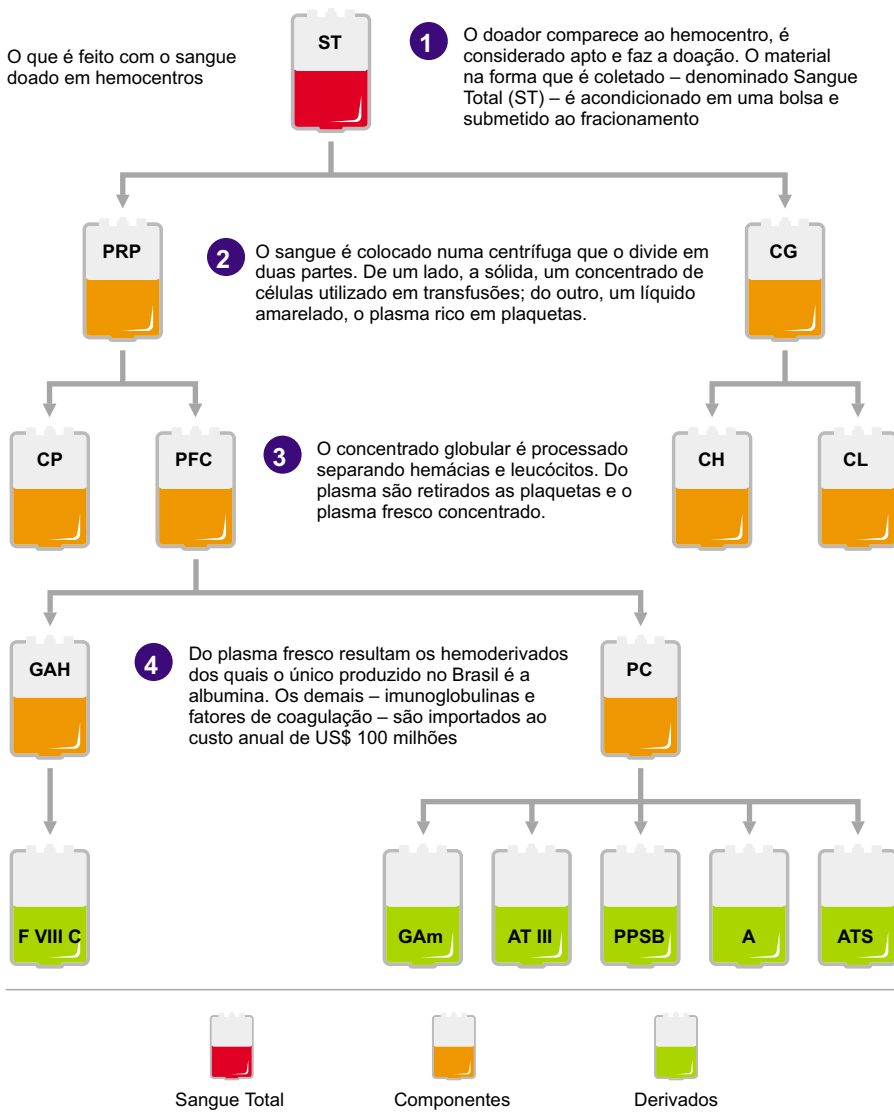 O que é feito com o sangue
doado em hemocentros
ST
1
O doador comparece ao hemocentro, é
considerado apto e faz a doação. O material
na forma que é coletado – denominado Sangue
Total (ST) – é acondicionado em uma bolsa e
submetido ao fracionamento
PRP
2
O sangue é colocado numa centrífuga que o divide em
duas partes. De um lado, a sólida, um concentrado de
células utilizado em transfusões; do outro, um líquido
amarelado, o plasma rico em plaquetas.
CG
CP
PFC
3
O concentrado globular é processado
separando hemácias e leucócitos. Do
plasma são retirados as plaquetas e o
plasma fresco concentrado.
CH
CL
GAH
4
Do plasma fresco resultam os hemoderivados
dos quais o único produzido no Brasil é a
albumina. Os demais – imunoglobulinas e
fatores de coagulação – são importados ao
custo anual de US$ 100 milhões
PC
F VIII C
GAm
AT III
PPSB
A
ATS
Sangue Total
Componentes
Derivados